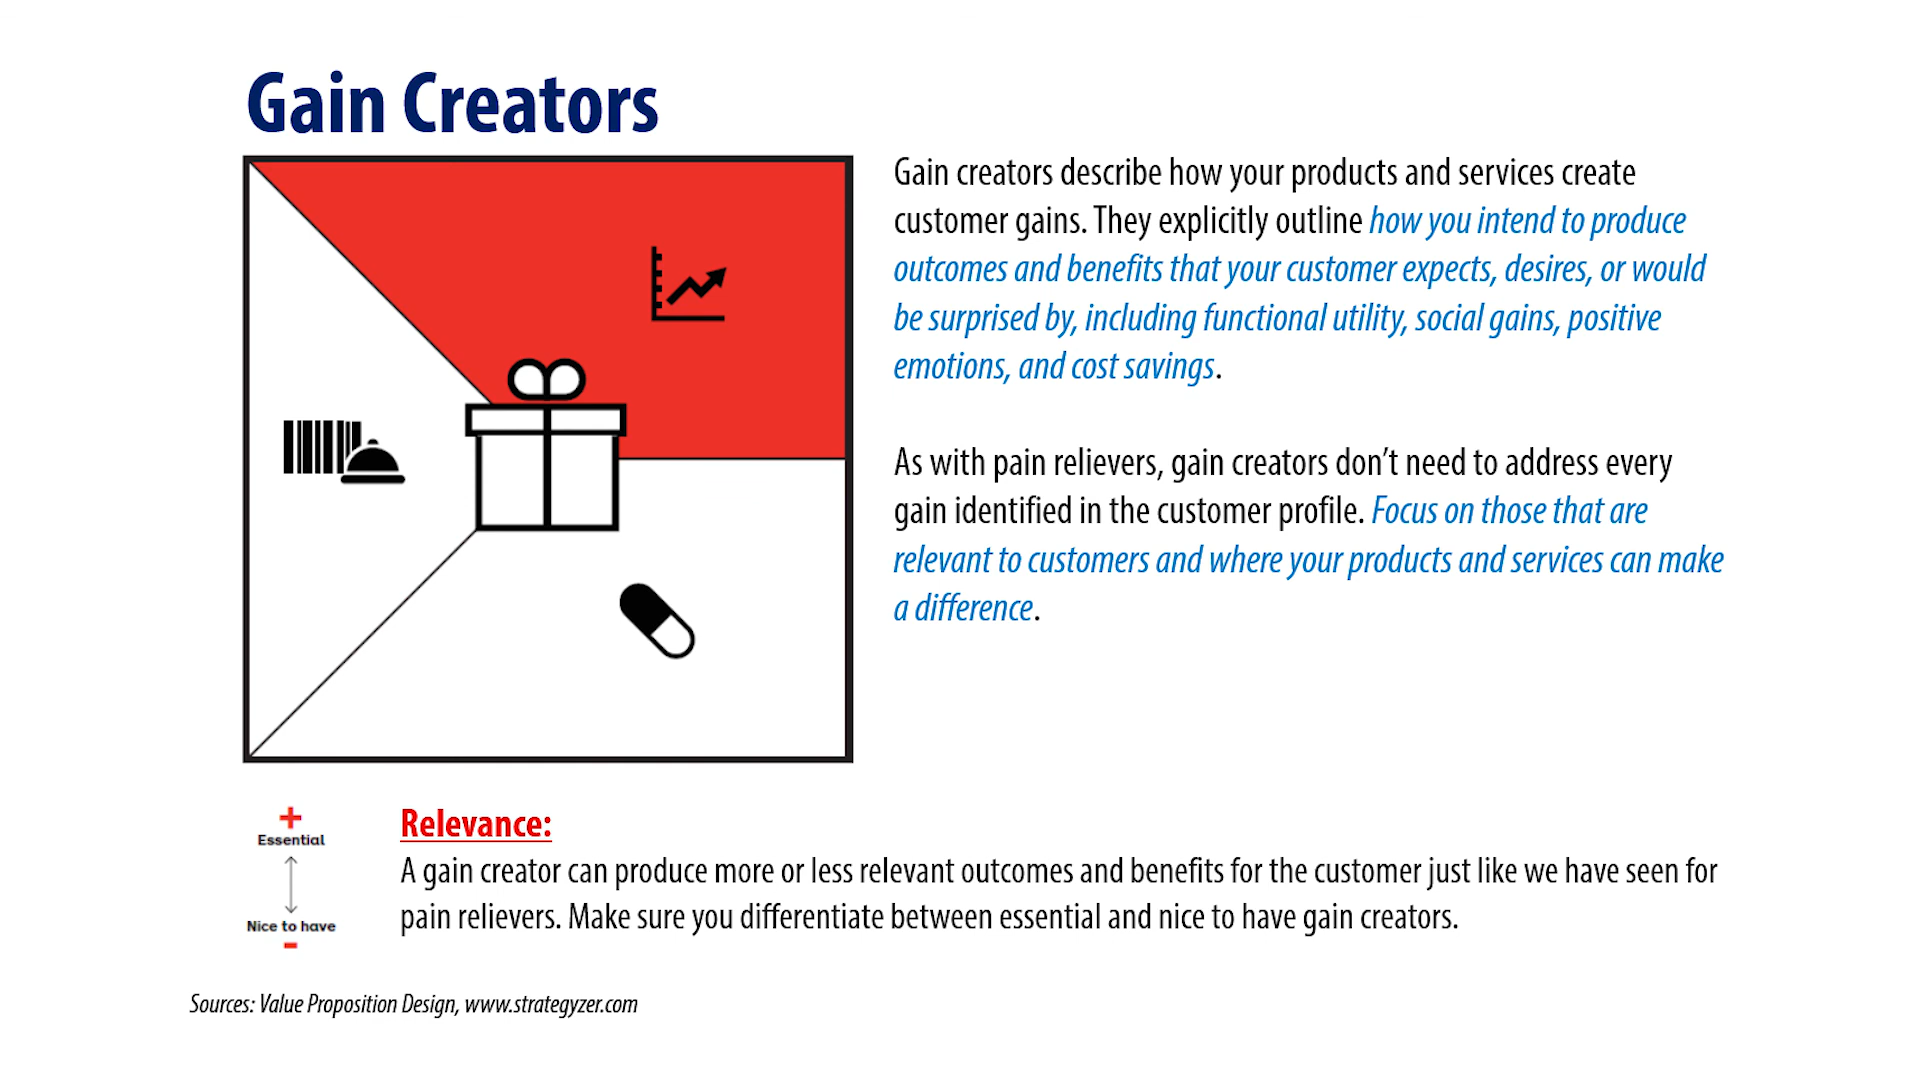 Gain Creators
Gain creators describe how your products and services create
customer gains. They explicitly outline how you intend to produce
outcomes and benefits that your customer expects, desires, or would
be surprised by, including functional utility, social gains, positive
emotions, and cost savings.
As with pain relievers, gain creators don’t need to address every
gain identified in the customer profile. Focus on those that are
relevant to customers and where your products and services can make
a difference.
+
Essential
Nice to have
-
Relevance:
A gain creator can produce more or less relevant outcomes and benefits for the customer just like we have seen for
pain relievers. Make sure you differentiate between essential and nice to have gain creators.
Sources: Value Proposition Design, www.strategyzer.com